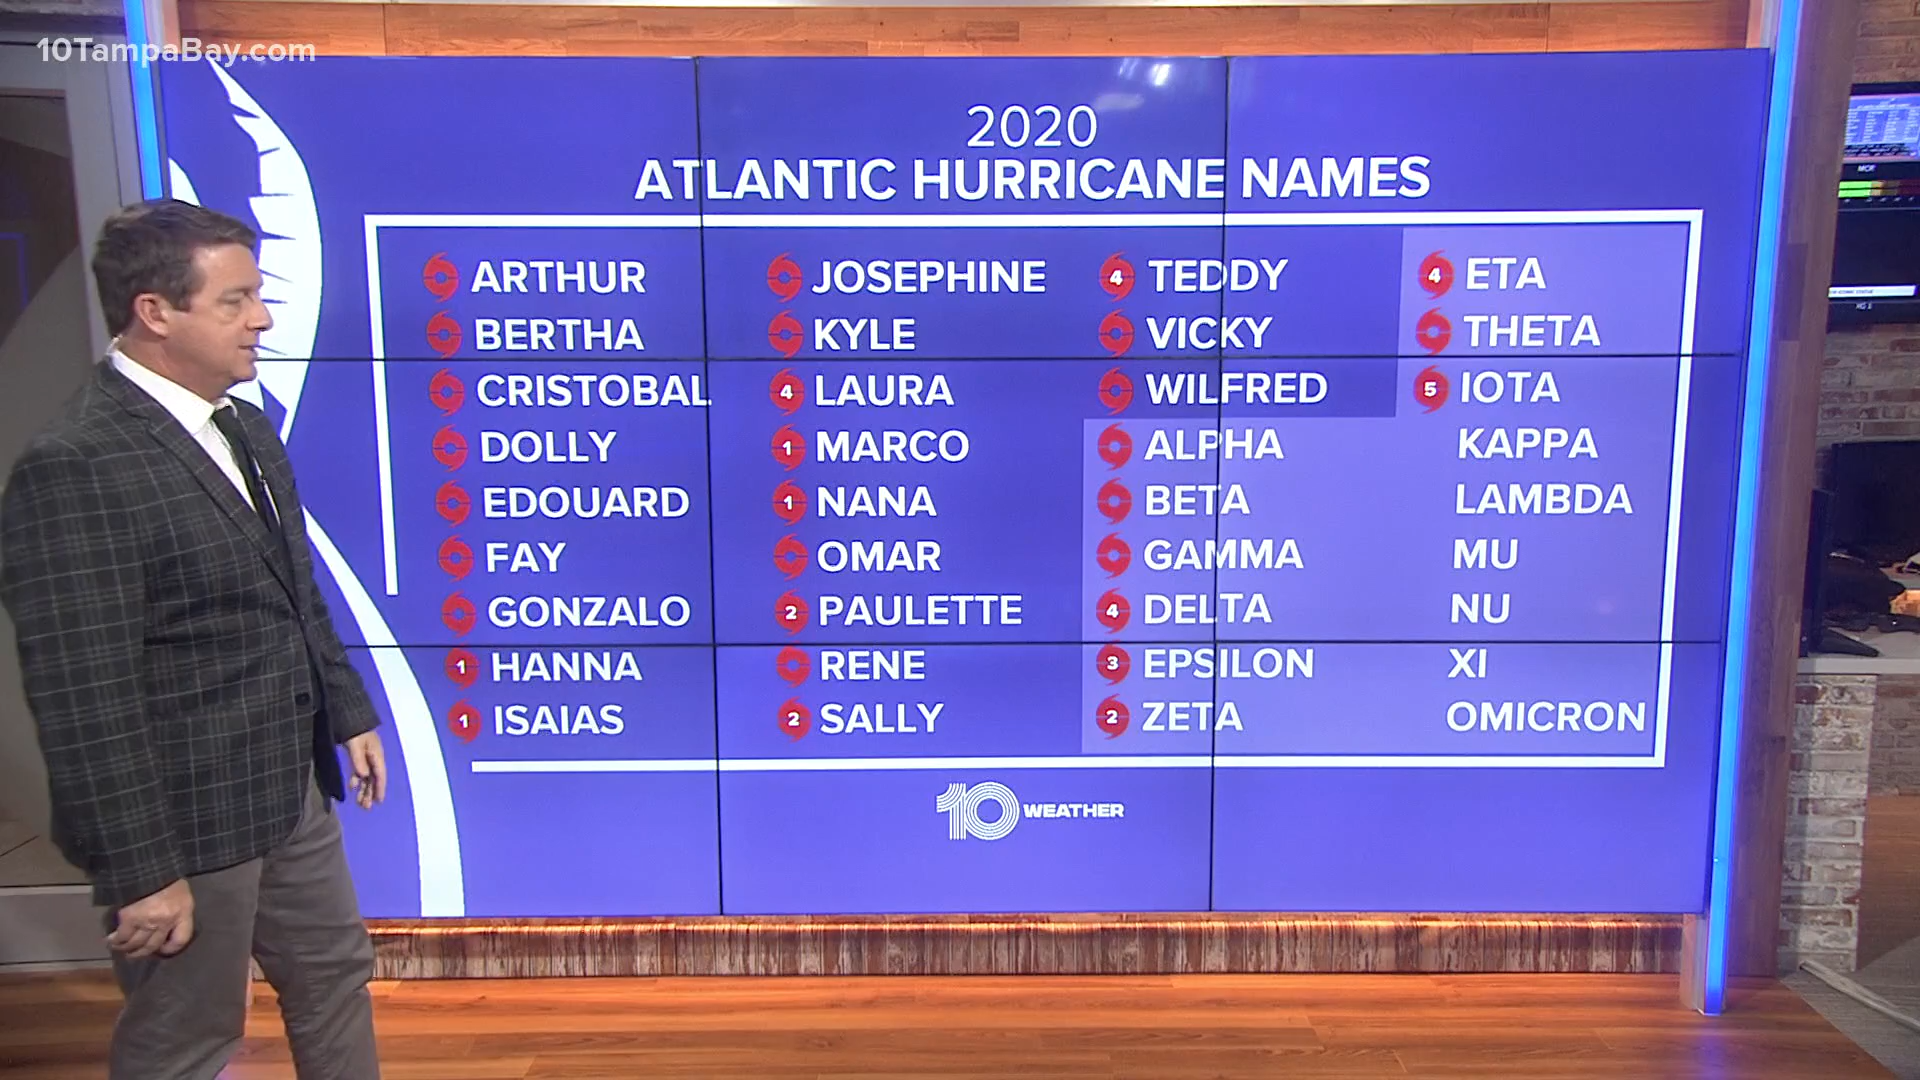 10TampaBay.com
2020
ATLANTIC HURRICANE NAMES
ARTHUR
BERTHA
CRISTOBAL
DOLLY
EDOUARD
FAY
GONZALO
1 HANNA
1 ISAIAS
JOSEPHINE
KYLE
4 LAURA
1 MARCO
1 NANA
OMAR
2 PAULETTE
RENE
2 SALLY
4 TEDDY
VICKY
WILFRED
ALPHA
BETA
GAMMA
4 DELTA
3 EPSILON
2 ZETA
4 ETA
THETA
5 IOTA
KAPPA
LAMBDA
MU
NU
XI
OMICRON
10 WEATHER